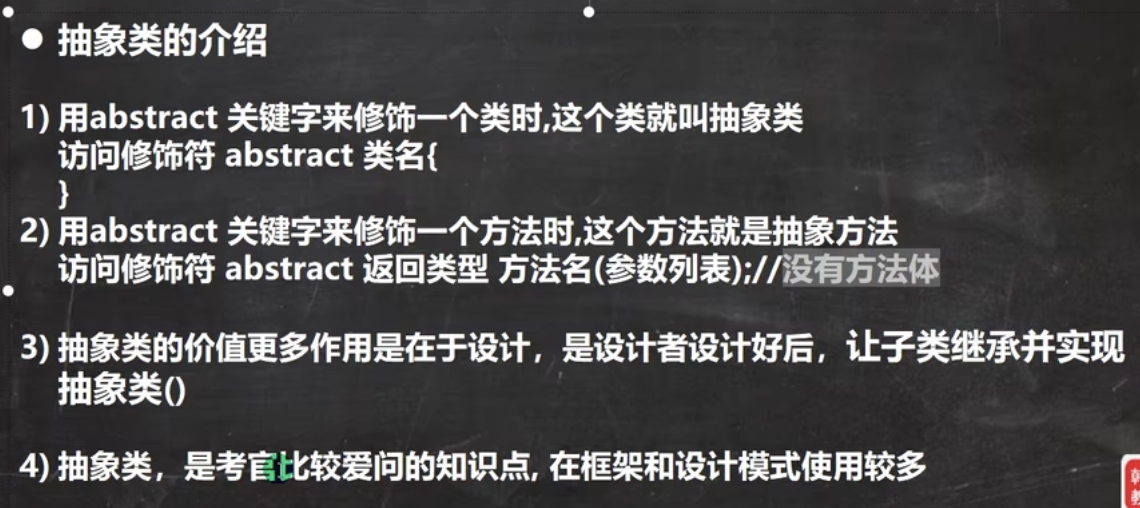 ● 抽象类的介绍
1) 用abstract 关键字来修饰一个类时,这个类就叫抽象类
访问修饰符 abstract 类名{
}
2) 用abstract 关键字来修饰一个方法时,这个方法就是抽象方法
访问修饰符 abstract 返回类型 方法名(参数列表);//没有方法体
3) 抽象类的价值更多作用是在于设计，是设计者设计好后，让子类继承并实现
抽象类()
4) 抽象类，是考官比较爱问的知识点, 在框架和设计模式使用较多